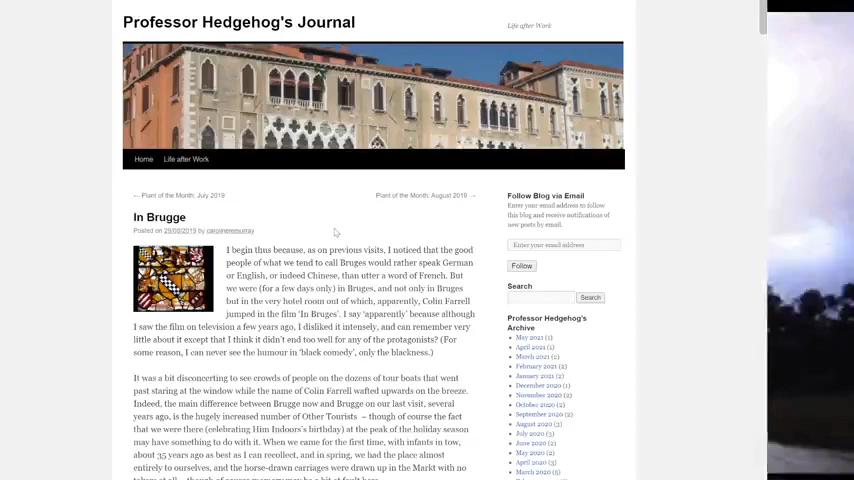 Professor Hedgehog's Journal
Life after Work
Home Life after Work
← Plant of the Month: July 2019
Plant of the Month: August 2019 →
In Brugge
Posted on 29/08/2019 by carolinemmurray
I begin thus because, as on previous visits, I noticed that the good
people of what we tend to call Bruges would rather speak German
or English, or indeed Chinese, than utter a word of French. But
we were (for a few days only) in Bruges, and not only in Bruges
but in the very hotel room out of which, apparently, Colin Farrell
jumped in the film 'In Bruges'. I say 'apparently' because although
I saw the film on television a few years ago, I disliked it intensely, and can remember very
little about it except that I think it didn't end too well for any of the protagonists? (For
some reason, I can never see the humour in 'black comedy', only the blackness.)
It was a bit disconcerting to see crowds of people on the dozens of tour boats that went
past staring at the window while the name of Colin Farrell wafted upwards on the breeze.
Indeed, the main difference between Brugge now and Brugge on our last visit, several
years ago, is the hugely increased number of Other Tourists – though of course the fact
that we were there (celebrating Him Indoors's birthday) at the peak of the holiday season
may have something to do with it. When we came for the first time, with infants in tow,
about 35 years ago as best as I can recollect, and in spring, we had the place almost
entirely to ourselves, and the horse-drawn carriages were drawn up in the Markt with no
Follow Blog via Email
Enter your email address to follow
this blog and receive notifications of
new posts by email.
Enter your email address
Follow
Search
Search
Professor Hedgehog's
Archive
May 2021 (1)
April 2021 (1)
March 2021 (2)
February 2021 (2)
January 2021 (2)
December 2020 (1)
November 2020 (2)
October 2020 (2)
September 2020 (2)
August 2020 (3)
July 2020 (3)
June 2020 (2)
May 2020 (2)
April 2020 (3)
March 2020 (5)